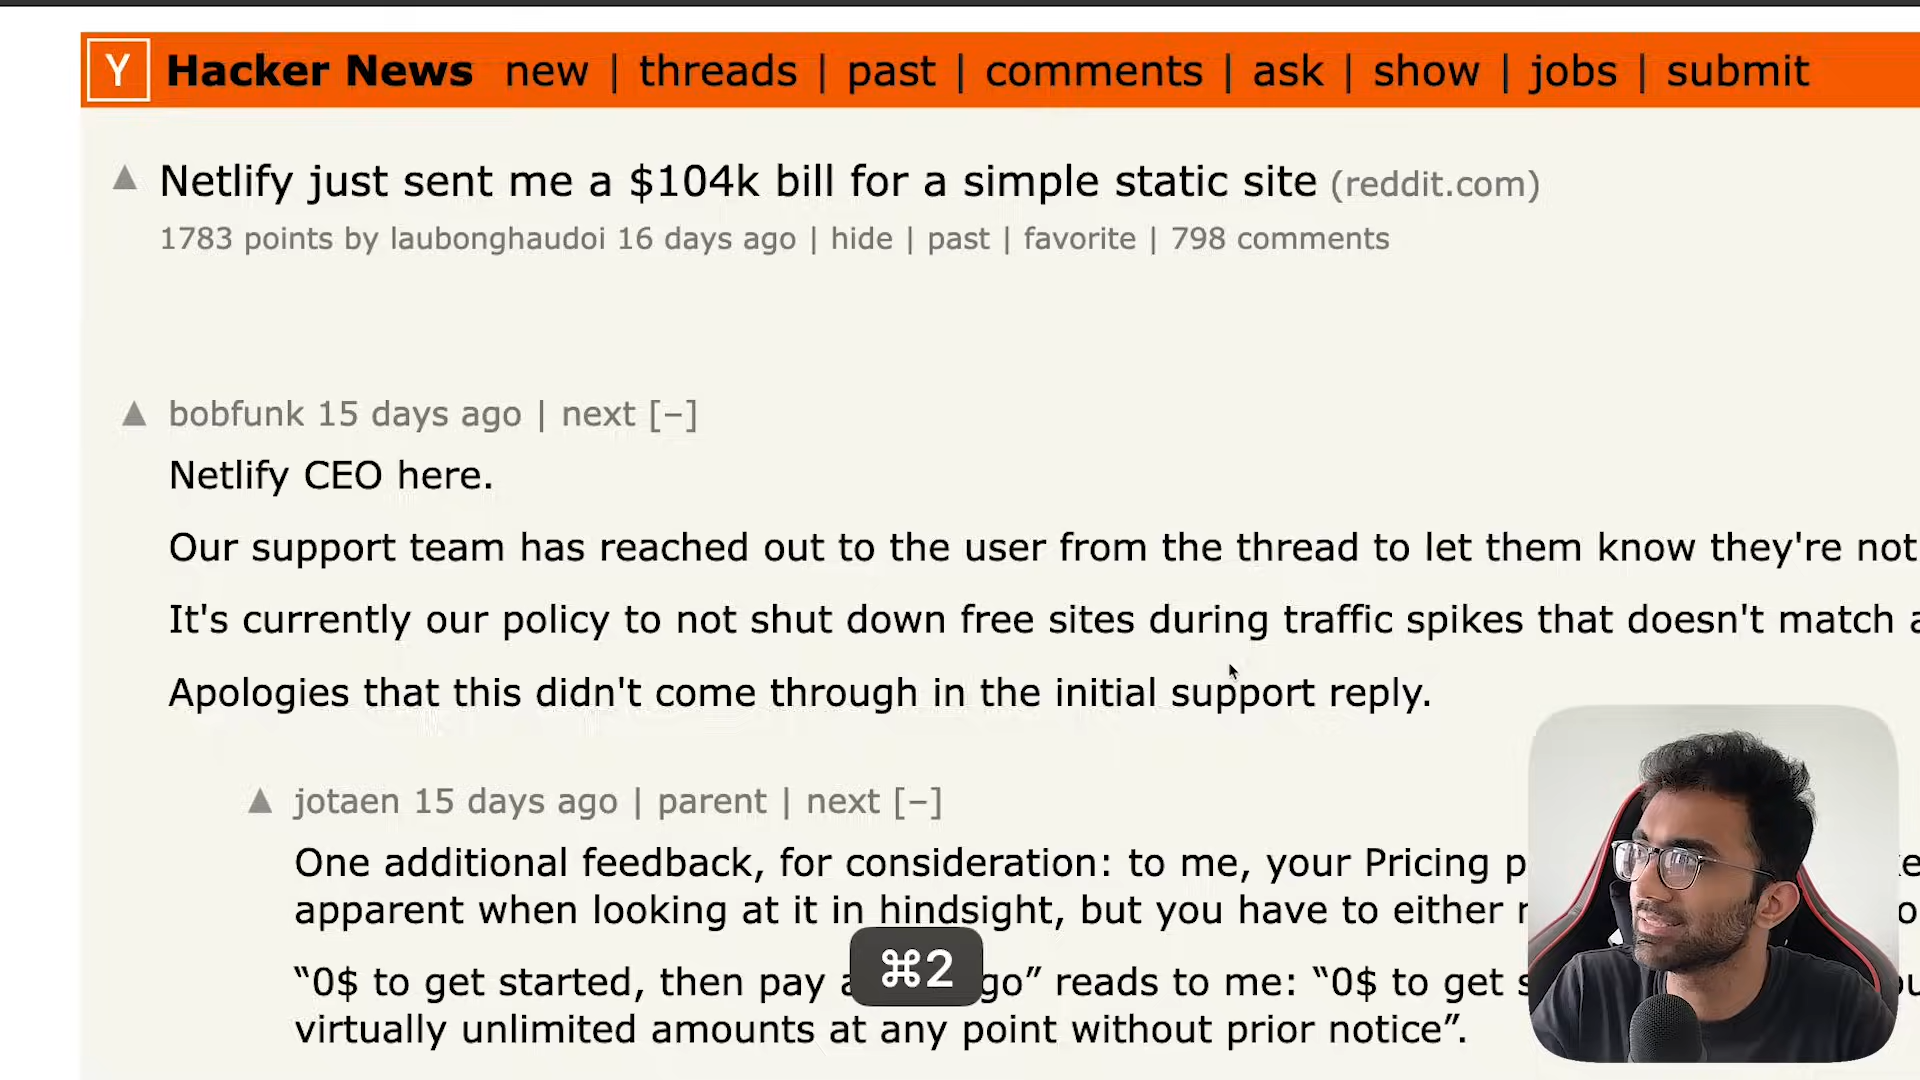 Y Hacker News new | threads | past | comments | ask | show | jobs | submit
Netlify just sent me a $104k bill for a simple static site (reddit.com)
1783 points by laubonghaudoi 16 days ago | hide | past | favorite | 798 comments
bobfunk 15 days ago | next [–]
Netlify CEO here.
Our support team has reached out to the user from the thread to let them know they're not
It's currently our policy to not shut down free sites during traffic spikes that doesn't match
Apologies that this didn't come through in the initial support reply.
jotaen 15 days ago | parent | next [–]
One additional feedback, for consideration: to me, your Pricing
apparent when looking at it in hindsight, but you have to either
“0$ to get started, then pay go” reads to me: “0$ to get
virtually unlimited amounts at any point without prior notice”.
⌘2